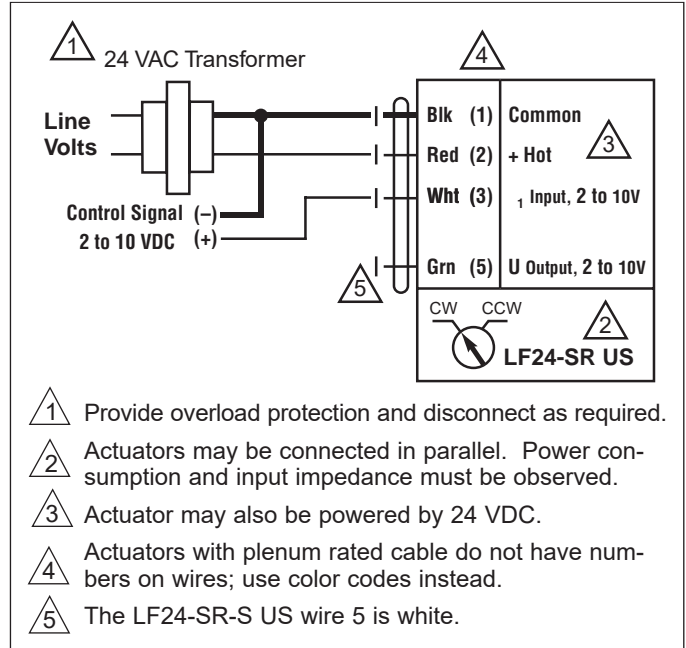 1 24 VAC Transformer
4
Line
Volts
Blk (1) Common
3
Red (2) + Hot
Wht (3) 1 Input, 2 to 10V
Control Signal (–)
2 to 10 VDC (+)
Grn (5) U Output, 2 to 10V
5
CW CCW
2
LF24-SR US
1 Provide overload protection and disconnect as required.
2 Actuators may be connected in parallel. Power con-
sumption and input impedance must be observed.
3 Actuator may also be powered by 24 VDC.
4 Actuators with plenum rated cable do not have num-
bers on wires; use color codes instead.
5 The LF24-SR-S US wire 5 is white.